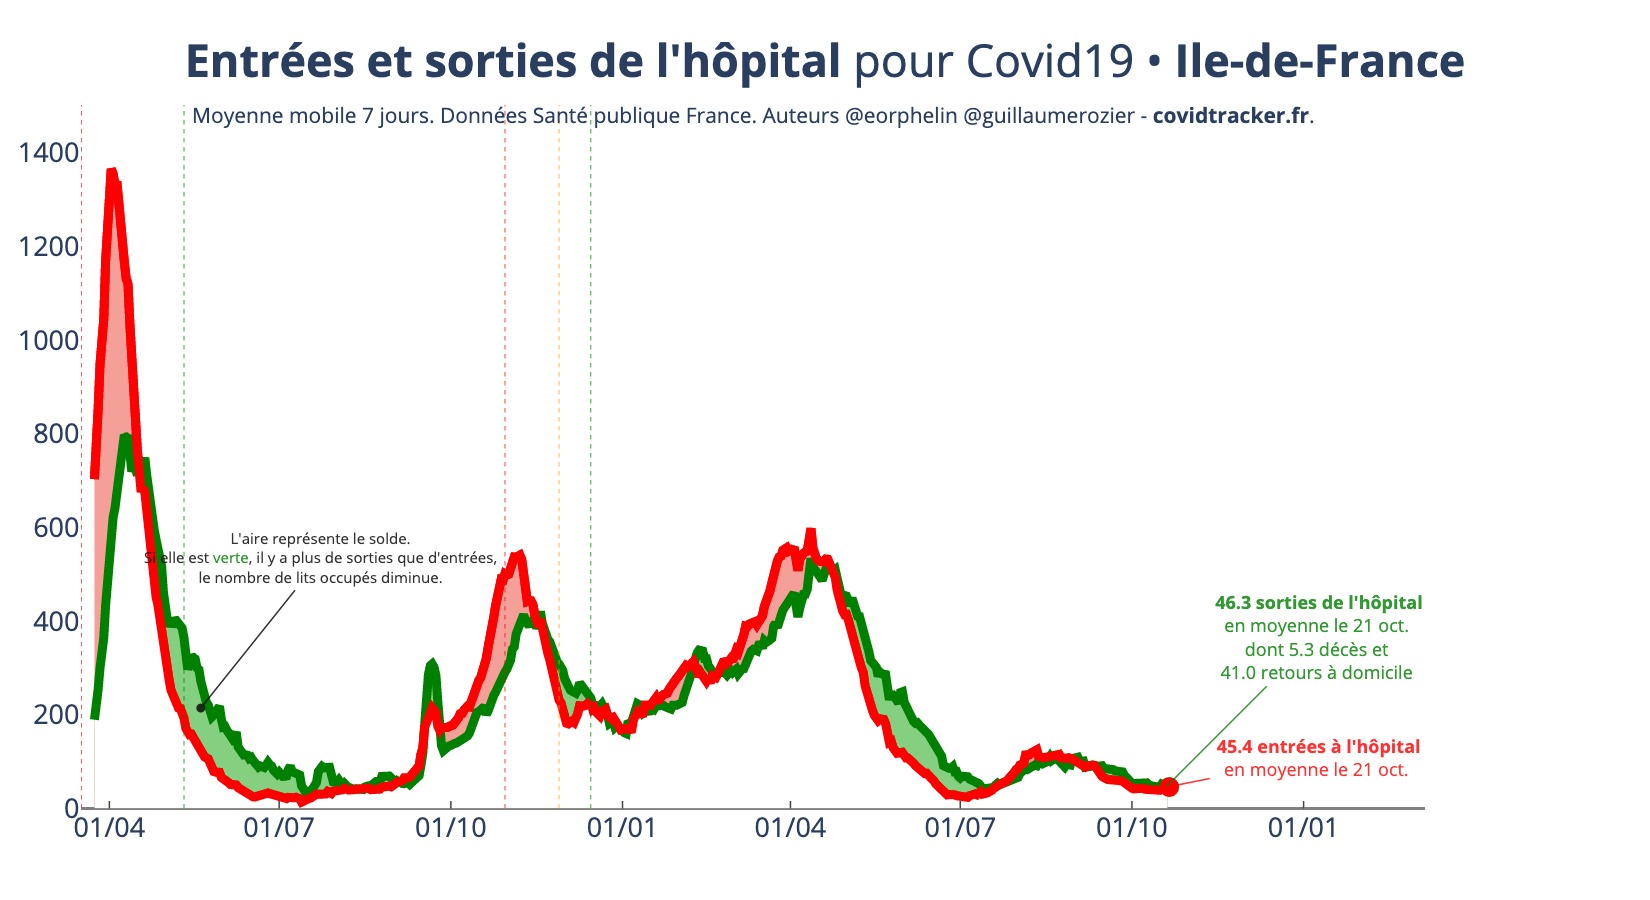 Entrées et sorties de l'hôpital pour Covid19 • Ile-de-France
Moyenne mobile 7 jours. Données Santé publique France. Auteurs @eorphelin @guillaumerozier - covidtracker.fr.
1400
1200
1000
800
600
400
200
0
L'aire représente le solde.
Si elle est verte, il y a plus de sorties que d'entrées,
le nombre de lits occupés diminue.
46.3 sorties de l'hôpital
en moyenne le 21 oct.
dont 5.3 décès et
41.0 retours à domicile
45.4 entrées à l'hôpital
en moyenne le 21 oct.
01/04 01/07 01/10 01/01 01/04 01/07 01/10 01/01